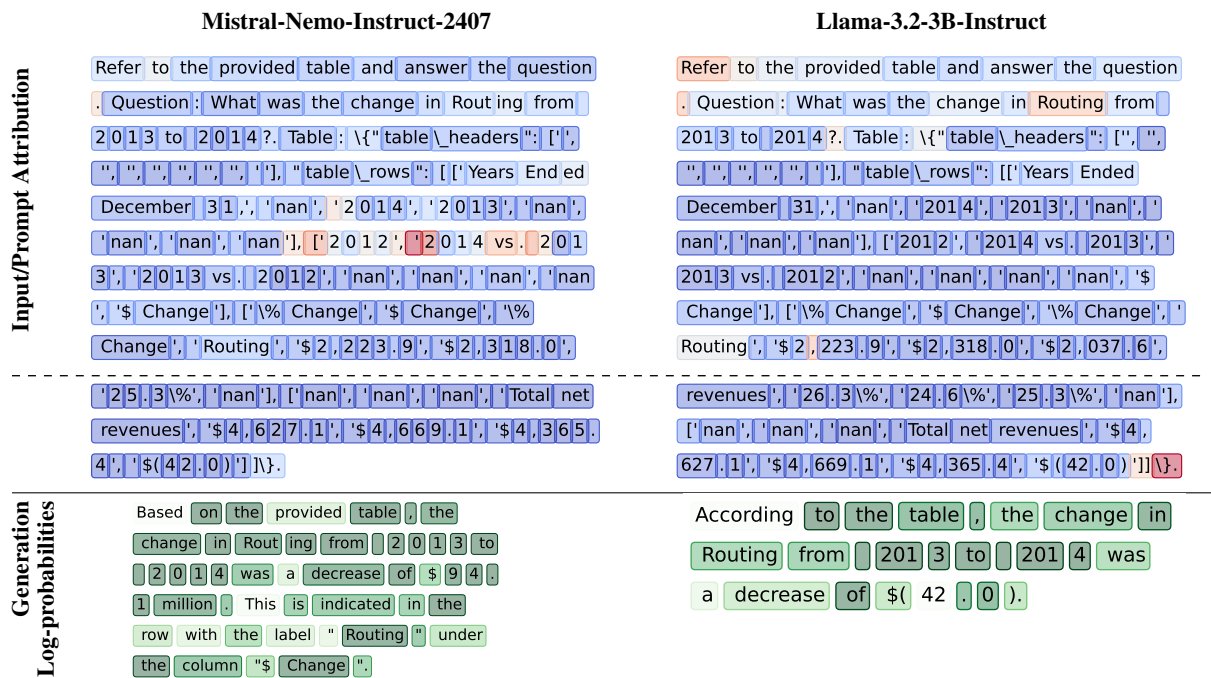 Mistral-Nemo-Instruct-2407
Llama-3.2-3B-Instruct
Input/Prompt Attribution
Refer to the provided table and answer the question
. Question: What was the change in Routing from
2013 to 2014?. Table: \{"table\_headers": ['',
'', '', '', '', '', '', ''], "table\_rows": [['Years Ended
December 31,', 'nan', '2014', '2013', 'nan',
'nan', 'nan', 'nan'], ['2012', '2014 vs. 201
3', '2013 vs. 2012', 'nan', 'nan', 'nan', 'nan
', '$ Change'], ['\% Change', '$ Change', '\%
Change', 'Routing', '$2,223.9', '$2,318.0',
'25.3\%', 'nan'], ['nan', 'nan', 'nan', 'Total net
revenues', '$4,627.1', '$4,669.1', '$4,365.
4', '$(42.0)']]\}.
Refer to the provided table and answer the question
. Question: What was the change in Routing from
2013 to 2014?. Table: \{"table\_headers": ['', '',
'', '', '', '', '', ''], "table\_rows": [['Years Ended
December 31,', 'nan', '2014', '2013', 'nan', '
nan', 'nan', 'nan'], ['2012', '2014 vs. 2013', '
2013 vs. 2012', 'nan', 'nan', 'nan', 'nan', '$
Change'], ['\% Change', '$ Change', '\% Change', '
Routing', '$2,223.9', '$2,318.0', '$2,037.6',
revenues', '26.3\%', '24.6\%', '25.3\%', 'nan'],
['nan', 'nan', 'nan', 'Total net revenues', '$4,
627.1', '$4,669.1', '$4,365.4', '$(42.0)']]\}.
Generation
Log-probabilities
Based on the provided table, the
change in Routing from 2013 to
2014 was a decrease of $94.
1 million. This is indicated in the
row with the label "Routing" under
the column "$ Change".
According to the table, the change in
Routing from 2013 to 2014 was
a decrease of $(42.0).